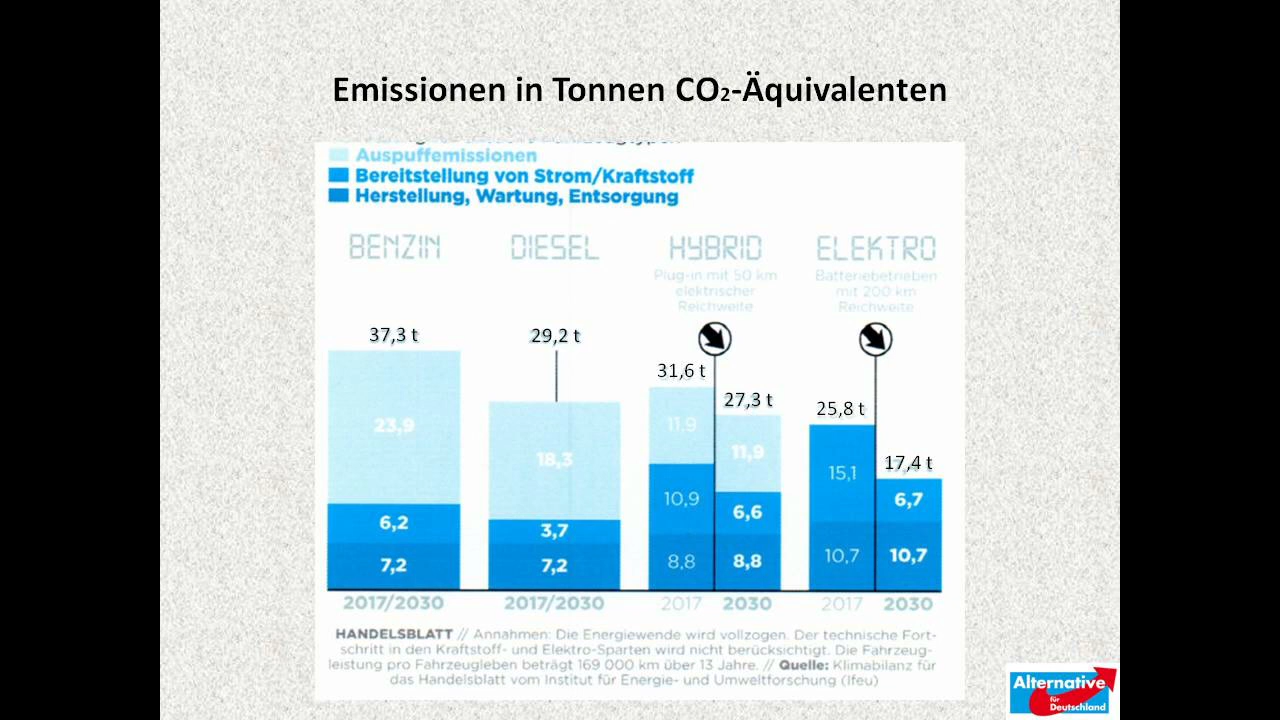 Emissionen in Tonnen CO₂-Äquivalenten
Auspuffemissionen
Bereitstellung von Strom/Kraftstoff
Herstellung, Wartung, Entsorgung
BENZIN
DIESEL
HYBRID
ELEKTRO
Plug-in mit 50 km
elektrischer
Reichweite
Batteriebetrieben
mit 200 km
Reichweite
37,3 t
29,2 t
31,6 t
27,3 t
25,8 t
17,4 t
23,9
6,2
7,2
18,3
3,7
7,2
11,9
10,9
8,8
11,9
6,6
8,8
15,1
10,7
6,7
10,7
2017/2030
2017/2030
2017
2030
2017
2030
HANDELSBLATT // Annahmen: Die Energiewende wird vollzogen. Der technische Fort-
schritt in den Kraftstoff- und Elektro-Sparten wird nicht berücksichtigt. Die Fahrzeug-
leistung pro Fahrzeugleben beträgt 169 000 km über 13 Jahre. // Quelle: Klimabilanz für
das Handelsblatt vom Institut für Energie- und Umweltforschung (Ifeu)
Alternative
für
Deutschland